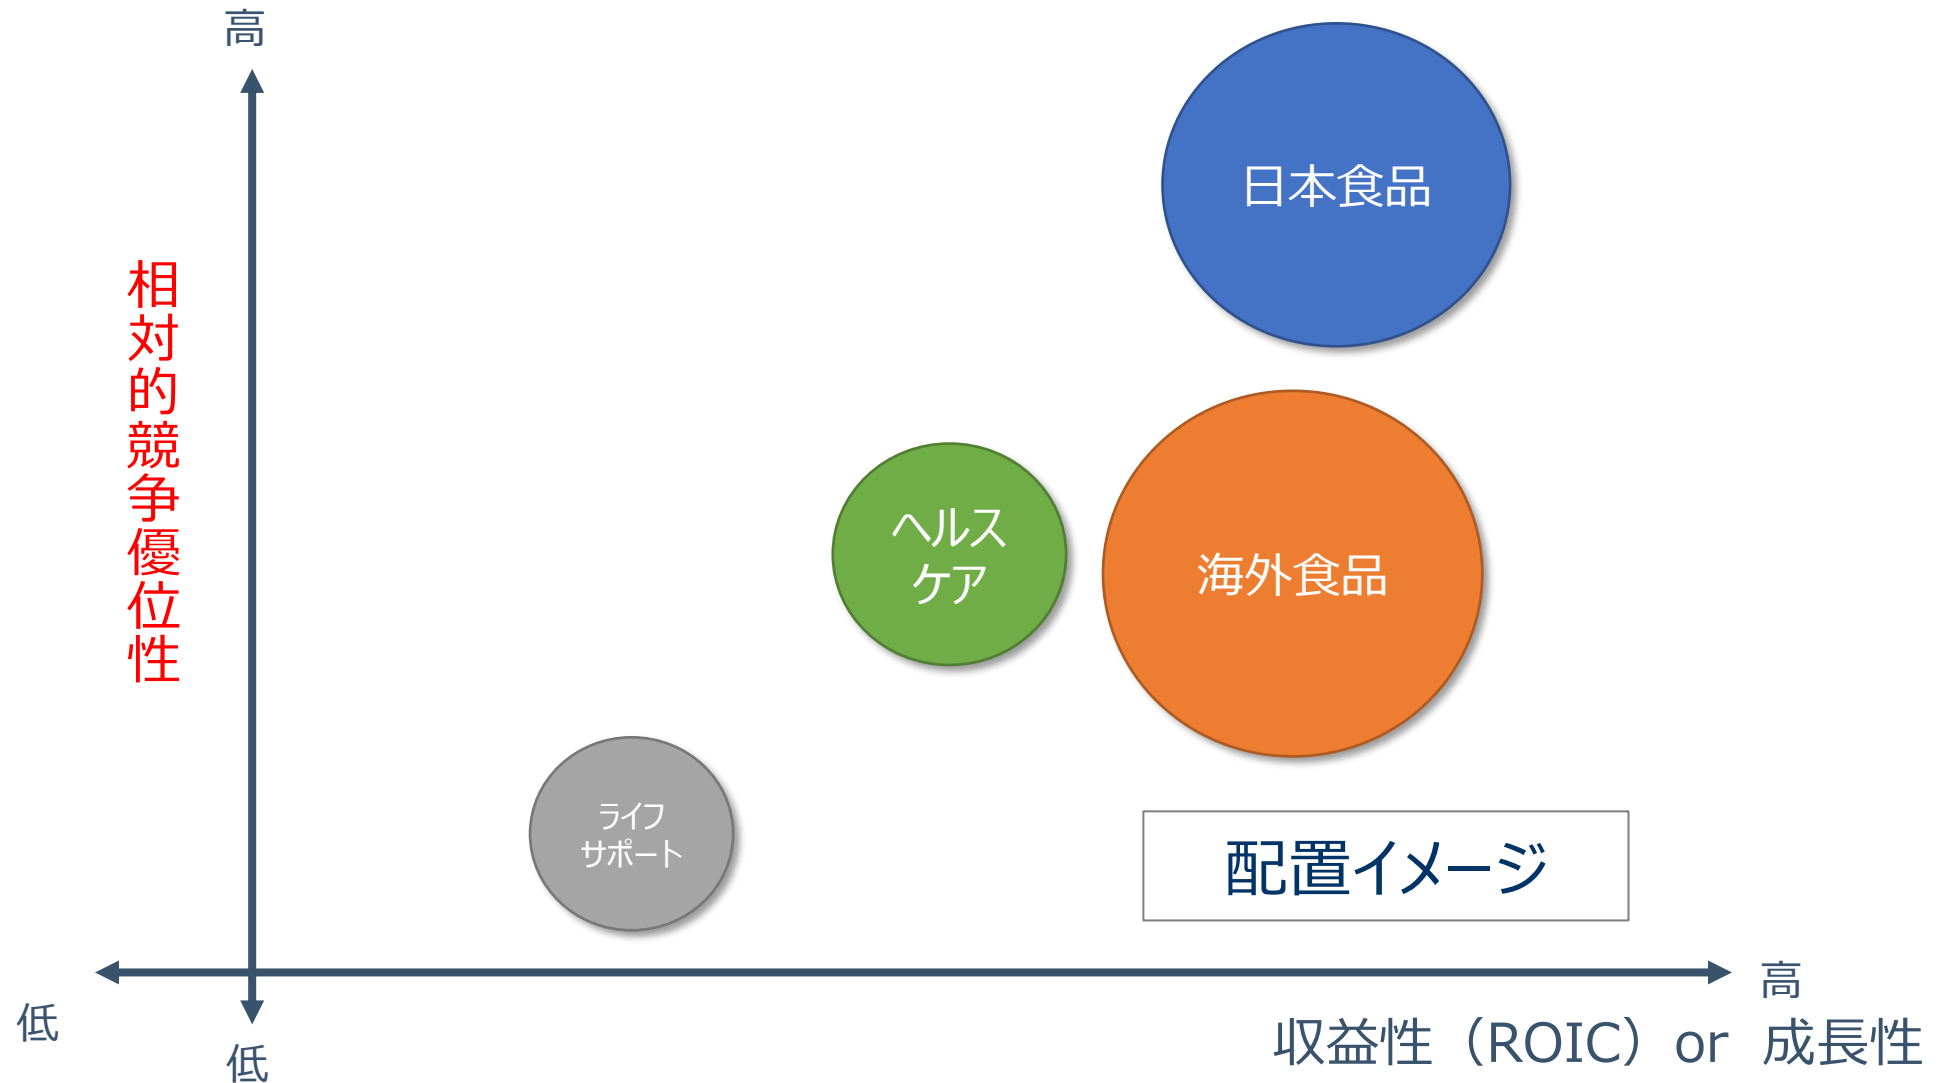 高
相対的競争優位性
日本食品
ヘルス
ケア
海外食品
ライフ
サポート
配置イメージ
低
低
高
収益性（ROIC）or 成長性